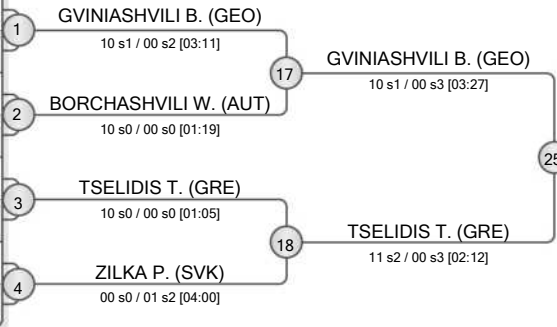 GVINIASHVILI B. (GEO)
1
10 s1 / 00 s2 [03:11]
17
GVINIASHVILI B. (GEO)
10 s1 / 00 s3 [03:27]
BORCHASHVILI W. (AUT)
2
10 s0 / 00 s0 [01:19]
25
TSELIDIS T. (GRE)
3
10 s0 / 00 s0 [01:05]
18
TSELIDIS T. (GRE)
11 s2 / 00 s3 [02:12]
ZILKA P. (SVK)
4
00 s0 / 01 s2 [04:00]